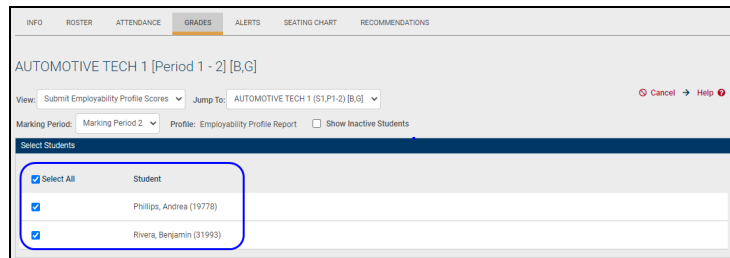 INFO ROSTER ATTENDANCE GRADES ALERTS SEATING CHART RECOMMENDATIONS
AUTOMOTIVE TECH 1 [Period 1 - 2] [B,G]
View: Submit Employability Profile Scores Jump To: AUTOMOTIVE TECH 1 (S1,P1-2) [B,G] Cancel Help
Marking Period: Marking Period 2 Profile: Employability Profile Report Show Inactive Students
Select Students
Select All Student
Phillips, Andrea (19778)
Rivera, Benjamin (31993)